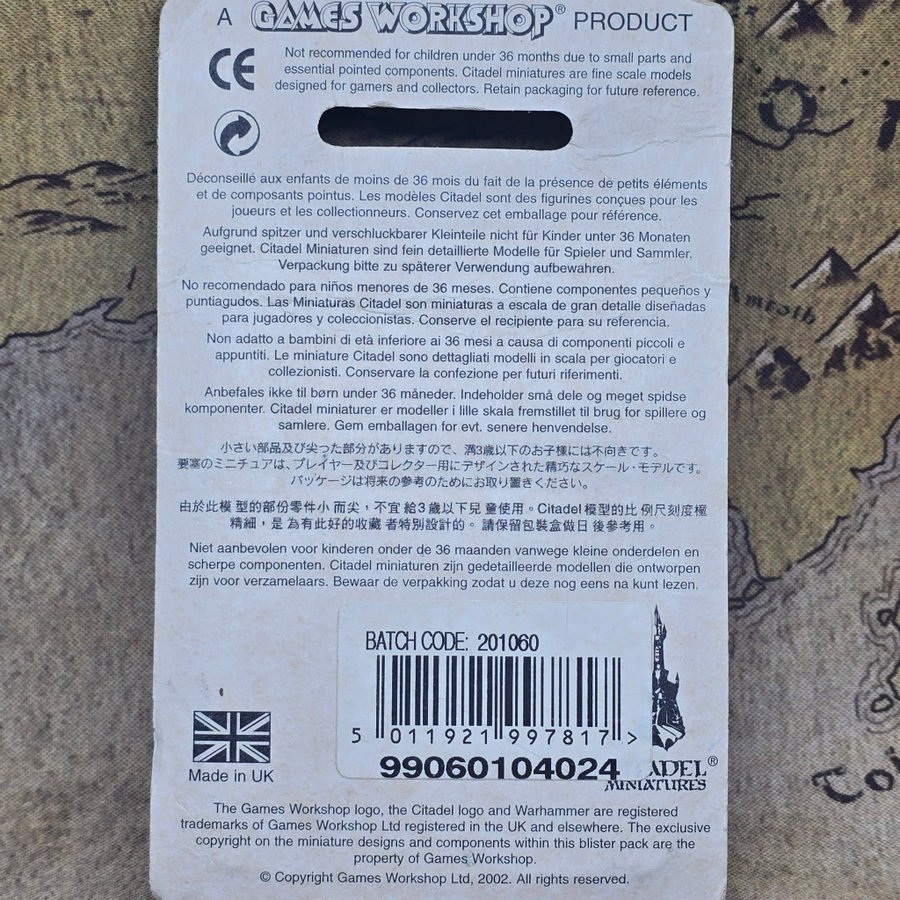 A GAMES WORKSHOP® PRODUCT
CE
Not recommended for children under 36 months due to small parts and
essential pointed components. Citadel miniatures are fine scale models
designed for gamers and collectors. Retain packaging for future reference.
Déconseillé aux enfants de moins de 36 mois du fait de la présence de petits éléments
et de composants pointus. Les modèles Citadel sont des figurines conçues pour les
joueurs et les collectionneurs. Conservez cet emballage pour référence.
Aufgrund spitzer und verschluckbarer Kleinteile nicht für Kinder unter 36 Monaten
geeignet. Citadel Miniaturen sind fein detaillierte Modelle für Spieler und Sammler.
Verpackung bitte zu späterer Verwendung aufbewahren.
No recomendado para niños menores de 36 meses. Contiene componentes pequeños y
puntiagudos. Las Miniaturas Citadel son miniaturas a escala de gran detalle diseñadas
para jugadores y coleccionistas. Conserve el recipiente para su referencia.
Non adatto a bambini di età inferiore ai 36 mesi a causa di componenti piccoli e
appuntiti. Le miniature Citadel sono dettagliati modelli in scala per giocatori e
collezionisti. Conservare la confezione per futuri riferimenti.
Anbefales ikke til børn under 36 måneder. Indeholder små dele og meget spidse
komponenter. Citadel miniaturer er modeller i lille skala fremstillet til brug for spillere og
samlere. Gem emballagen for evt. senere henvendelse.
小さい部品及び尖った部分がありますので、満3歳以下のお子様には不向きです。
要塞のミニチュアは、プレイヤー及びコレクター用にデザインされた精巧なスケール・モデルです。
パッケージは将来の参考のためにお取り置きください。
由於此模 型的部份零件小 而尖，不宜 給3歲以下兒 童使用。Citadel模型的比 例尺刻度極
精細，是 為有此好的收藏 者特別設計的。 請保留包裝盒做日 後參考用。
Niet aanbevolen voor kinderen onder de 36 maanden vanwege kleine onderdelen en
scherpe componenten. Citadel miniaturen zijn gedetailleerde modellen die ontworpen
zijn voor verzamelaars. Bewaar de verpakking zodat u deze nog eens na kunt lezen.
BATCH CODE: 201060
5 011921 997817 >
99060104024
ADEL®
MINIATURES
Made in UK
The Games Workshop logo, the Citadel logo and Warhammer are registered
trademarks of Games Workshop Ltd registered in the UK and elsewhere. The exclusive
copyright on the miniature designs and components within this blister pack are the
property of Games Workshop.
© Copyright Games Workshop Ltd, 2002. All rights reserved.